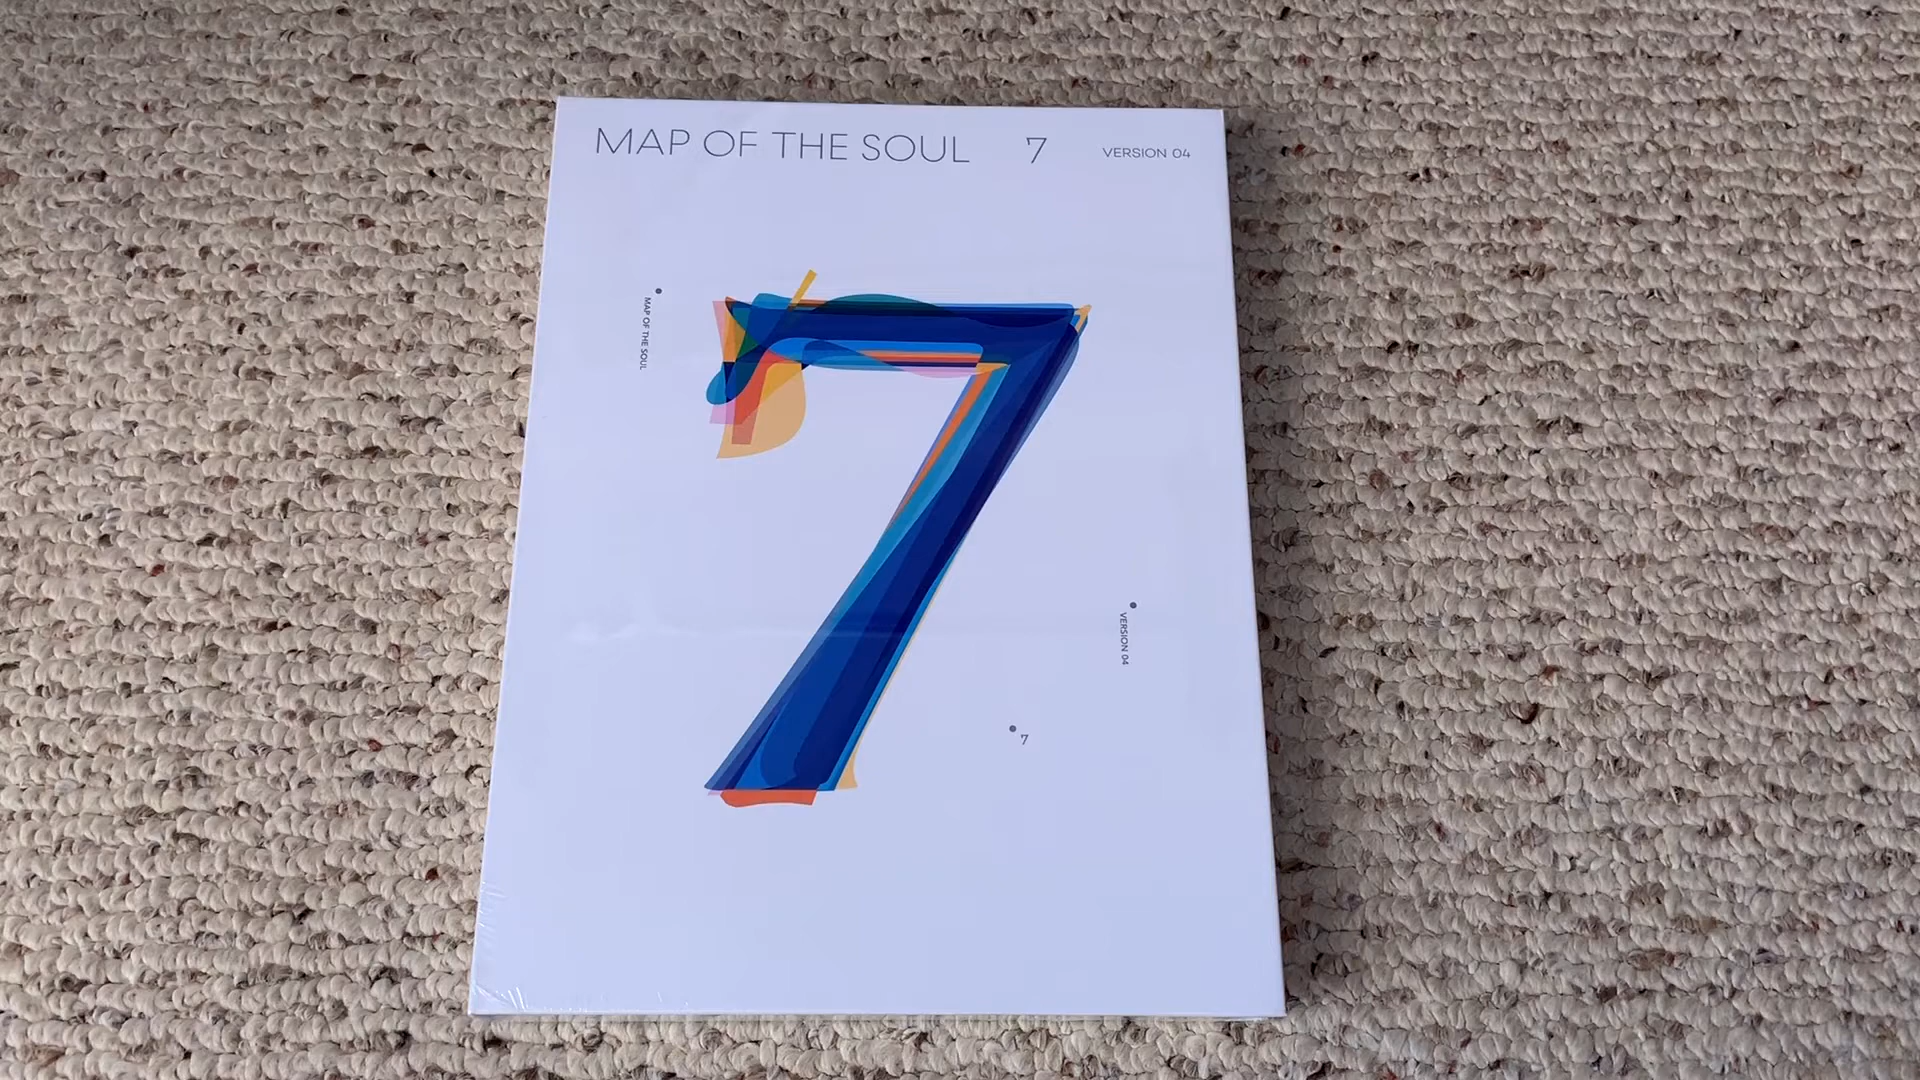 MAP OF THE SOUL 7 VERSION 04
MAP OF THE SOUL
7
VERSION 04
7